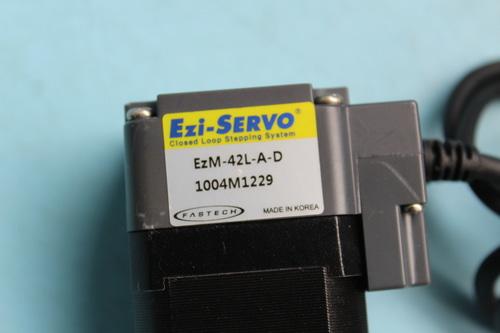 Ezi-SERVO®
Closed Loop Stepping System
EzM-42L-A-D
1004M1229
FASTECH
MADE IN KOREA